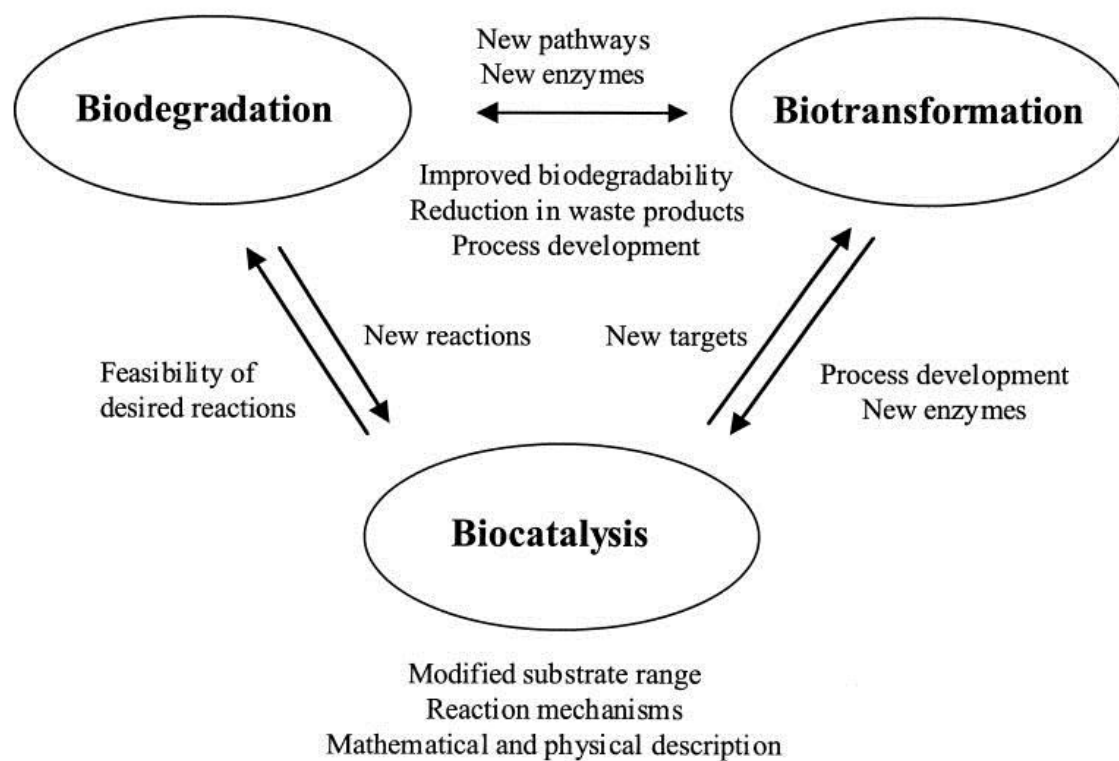 New pathways
New enzymes
Biodegradation
Biotransformation
Improved biodegradability
Reduction in waste products
Process development
New reactions
New targets
Feasibility of
desired reactions
Process development
New enzymes
Biocatalysis
Modified substrate range
Reaction mechanisms
Mathematical and physical description